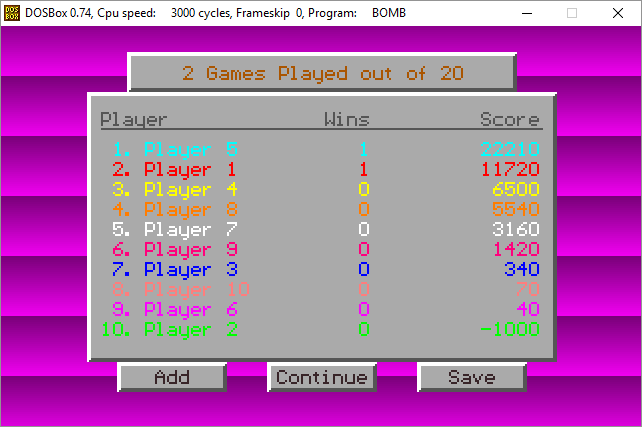 DOS BOX DOSBox 0.74, Cpu speed: 3000 cycles, Frameskip 0, Program: BOMB
2 Games Played out of 20
Player Wins Score
1. Player 5 1 22210
2. Player 1 1 11720
3. Player 4 0 6500
4. Player 8 0 5540
5. Player 7 0 3160
6. Player 9 0 1420
7. Player 3 0 340
8. Player 10 0 70
9. Player 6 0 40
10. Player 2 0 -1000
Add Continue Save